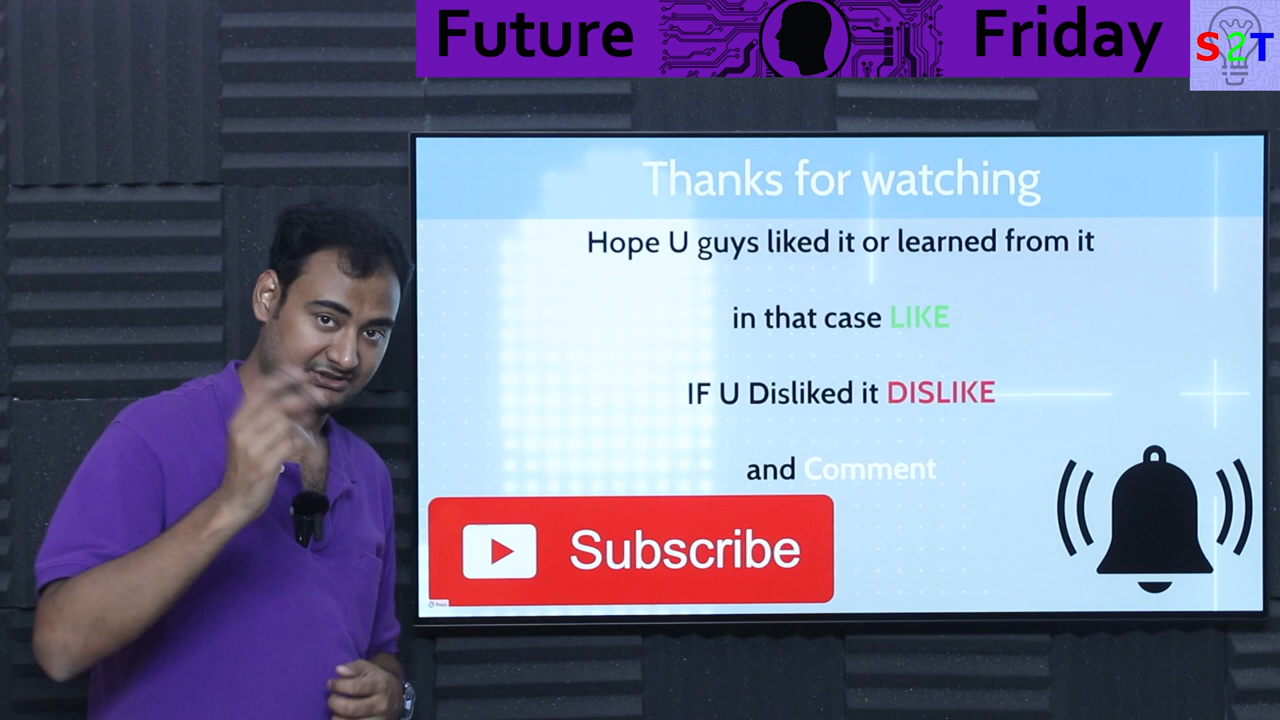 Future Friday
S2T
Thanks for watching
Hope U guys liked it or learned from it
in that case LIKE
IF U Disliked it DISLIKE
and Comment
Subscribe